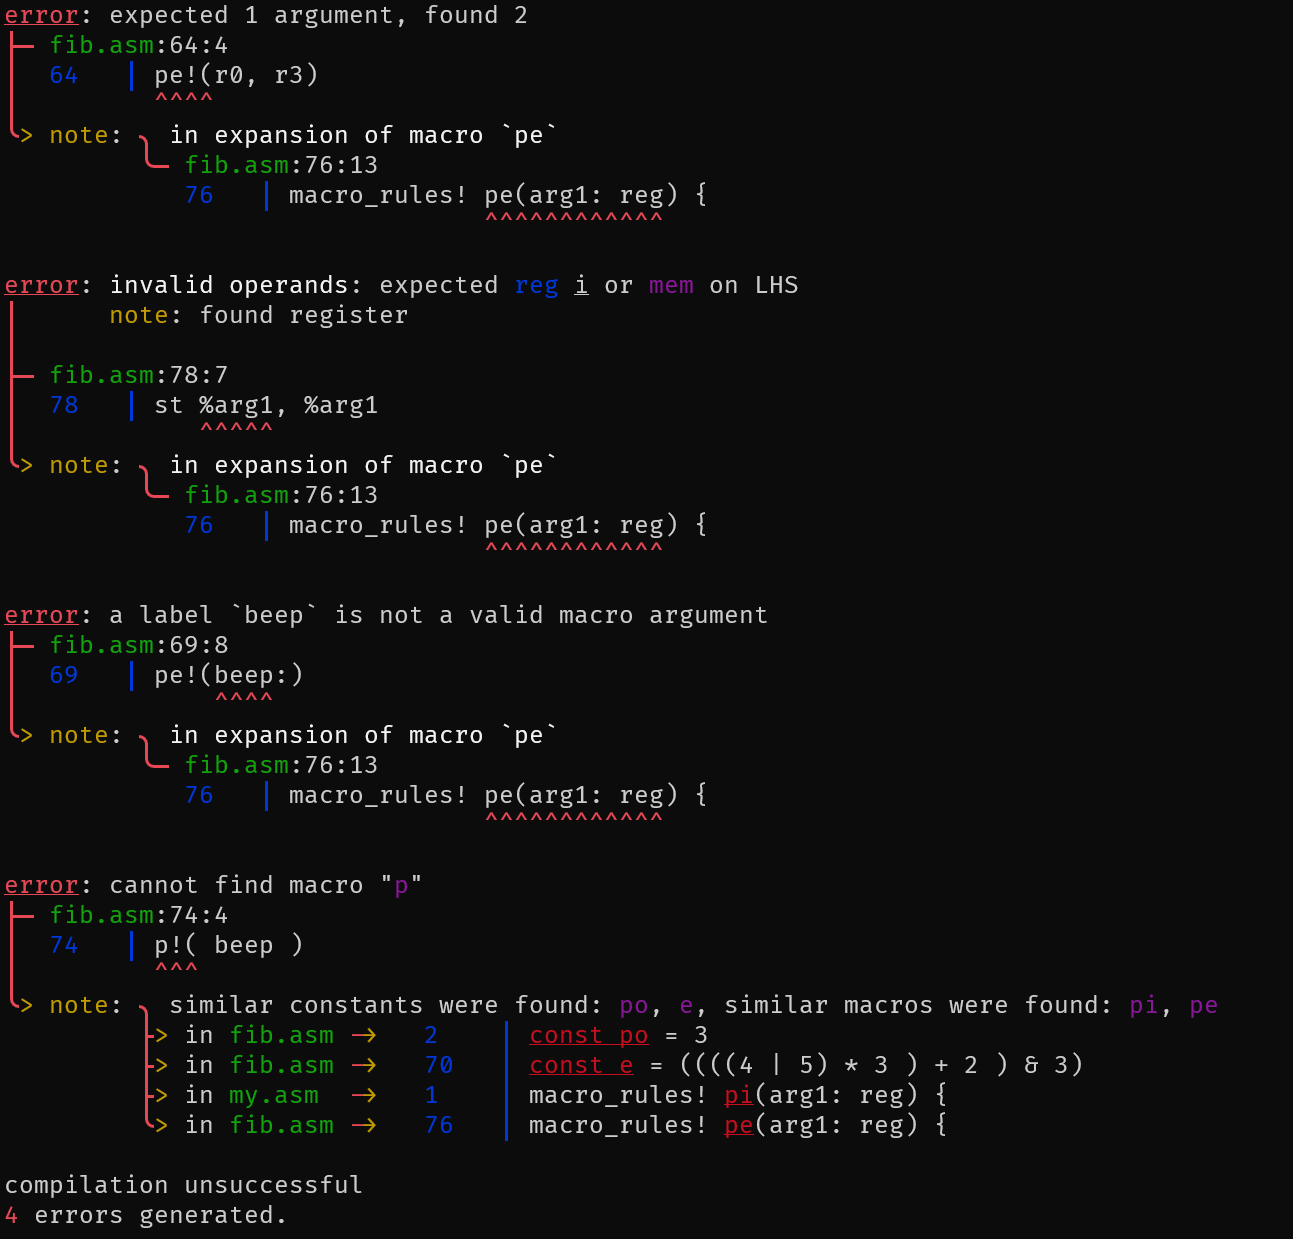 error: expected 1 argument, found 2
fib.asm:64:4
64 | pe!(r0, r3)
^^^^
> note: in expansion of macro `pe`
fib.asm:76:13
76 | macro_rules! pe(arg1: reg) {
^^^^^^^^^^^^
error: invalid operands: expected reg i or mem on LHS
note: found register
fib.asm:78:7
78 | st %arg1, %arg1
^^^^^
> note: in expansion of macro `pe`
fib.asm:76:13
76 | macro_rules! pe(arg1: reg) {
^^^^^^^^^^^^
error: a label `beep` is not a valid macro argument
fib.asm:69:8
69 | pe!(beep:)
^^^^
> note: in expansion of macro `pe`
fib.asm:76:13
76 | macro_rules! pe(arg1: reg) {
^^^^^^^^^^^^
error: cannot find macro "p"
fib.asm:74:4
74 | p!( beep )
^^^
> note: similar constants were found: po, e, similar macros were found: pi, pe
> in fib.asm → 2 | const po = 3
> in fib.asm → 70 | const e = ((((4 | 5) * 3 ) + 2 ) & 3)
> in my.asm → 1 | macro_rules! pi(arg1: reg) {
> in fib.asm → 76 | macro_rules! pe(arg1: reg) {
compilation unsuccessful
4 errors generated.